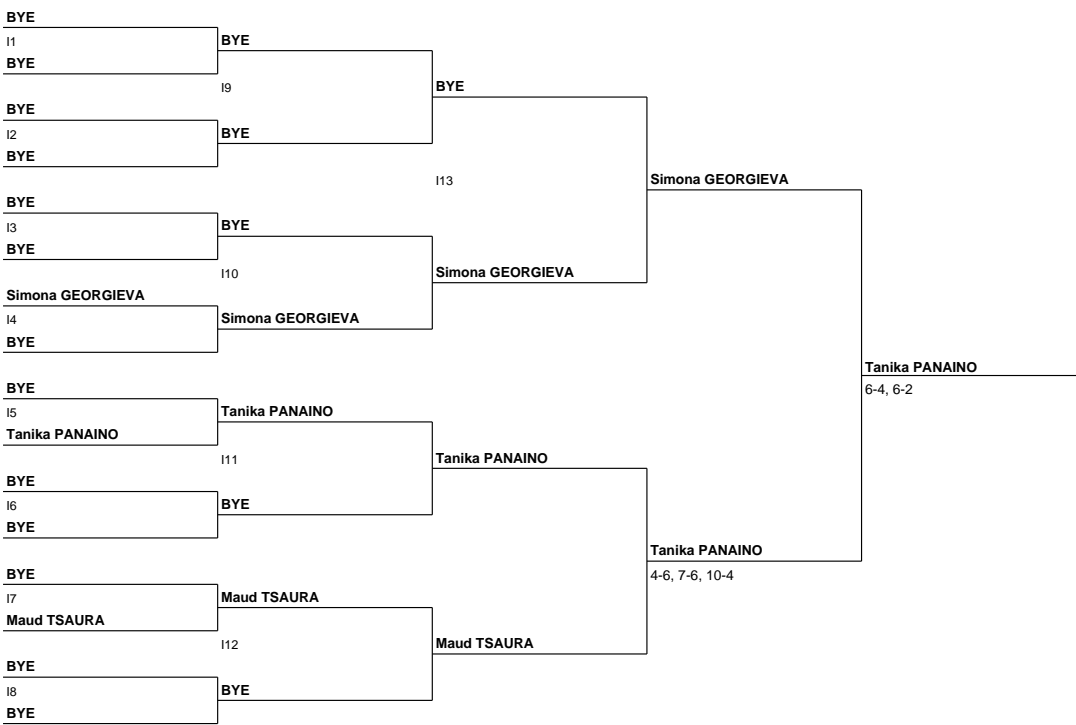 BYE
I1
BYE
BYE
I9
BYE
BYE
I2
BYE
BYE
I13
Simona GEORGIEVA
BYE
I3
BYE
BYE
I10
Simona GEORGIEVA
Simona GEORGIEVA
I4
Simona GEORGIEVA
BYE
Tanika PANAINO
6-4, 6-2
BYE
I5
Tanika PANAINO
Tanika PANAINO
I11
Tanika PANAINO
BYE
I6
BYE
BYE
Tanika PANAINO
4-6, 7-6, 10-4
BYE
I7
Maud TSAURA
Maud TSAURA
I12
Maud TSAURA
BYE
I8
BYE
BYE